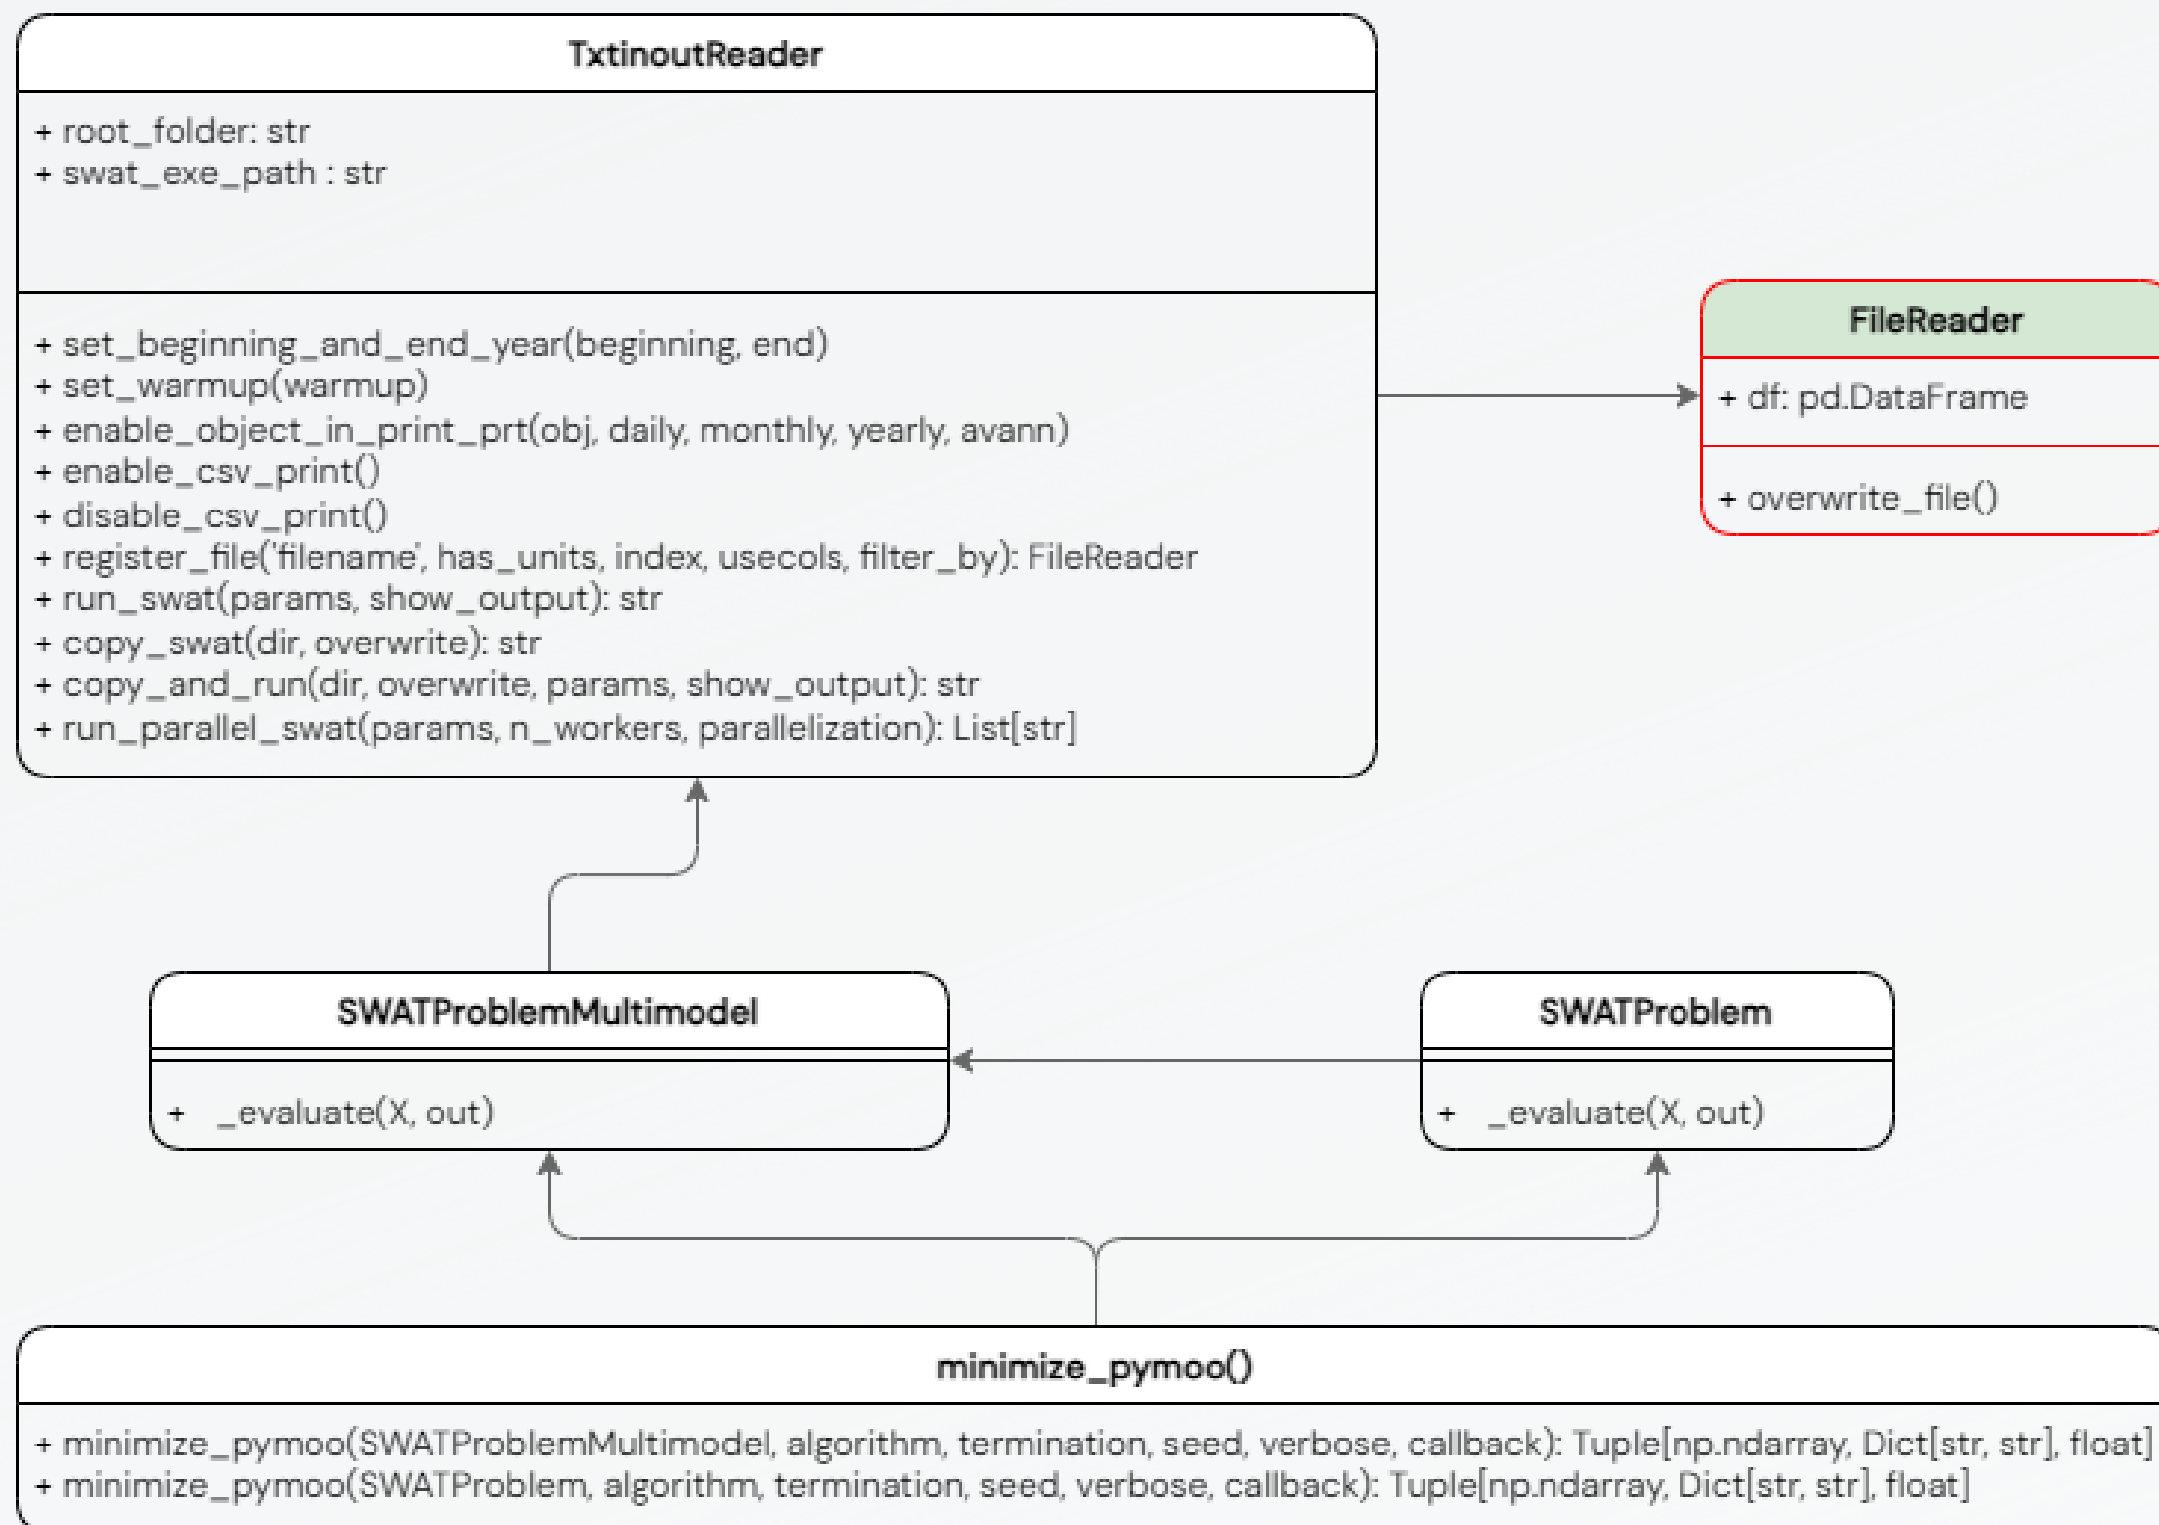 TxtinoutReader
+ root_folder: str
+ swat_exe_path : str
+ set_beginning_and_end_year(beginning, end)
+ set_warmup(warmup)
+ enable_object_in_print_prt(obj, daily, monthly, yearly, avann)
+ enable_csv_print()
+ disable_csv_print()
+ register_file('filename', has_units, index, usecols, filter_by): FileReader
+ run_swat(params, show_output): str
+ copy_swat(dir, overwrite): str
+ copy_and_run(dir, overwrite, params, show_output): str
+ run_parallel_swat(params, n_workers, parallelization): List[str]
FileReader
+ df: pd.DataFrame
+ overwrite_file()
SWATProblemMultimodel
+ _evaluate(X, out)
SWATProblem
+ _evaluate(X, out)
minimize_pymoo()
+ minimize_pymoo(SWATProblemMultimodel, algorithm, termination, seed, verbose, callback): Tuple[np.ndarray, Dict[str, str], float]
+ minimize_pymoo(SWATProblem, algorithm, termination, seed, verbose, callback): Tuple[np.ndarray, Dict[str, str], float]